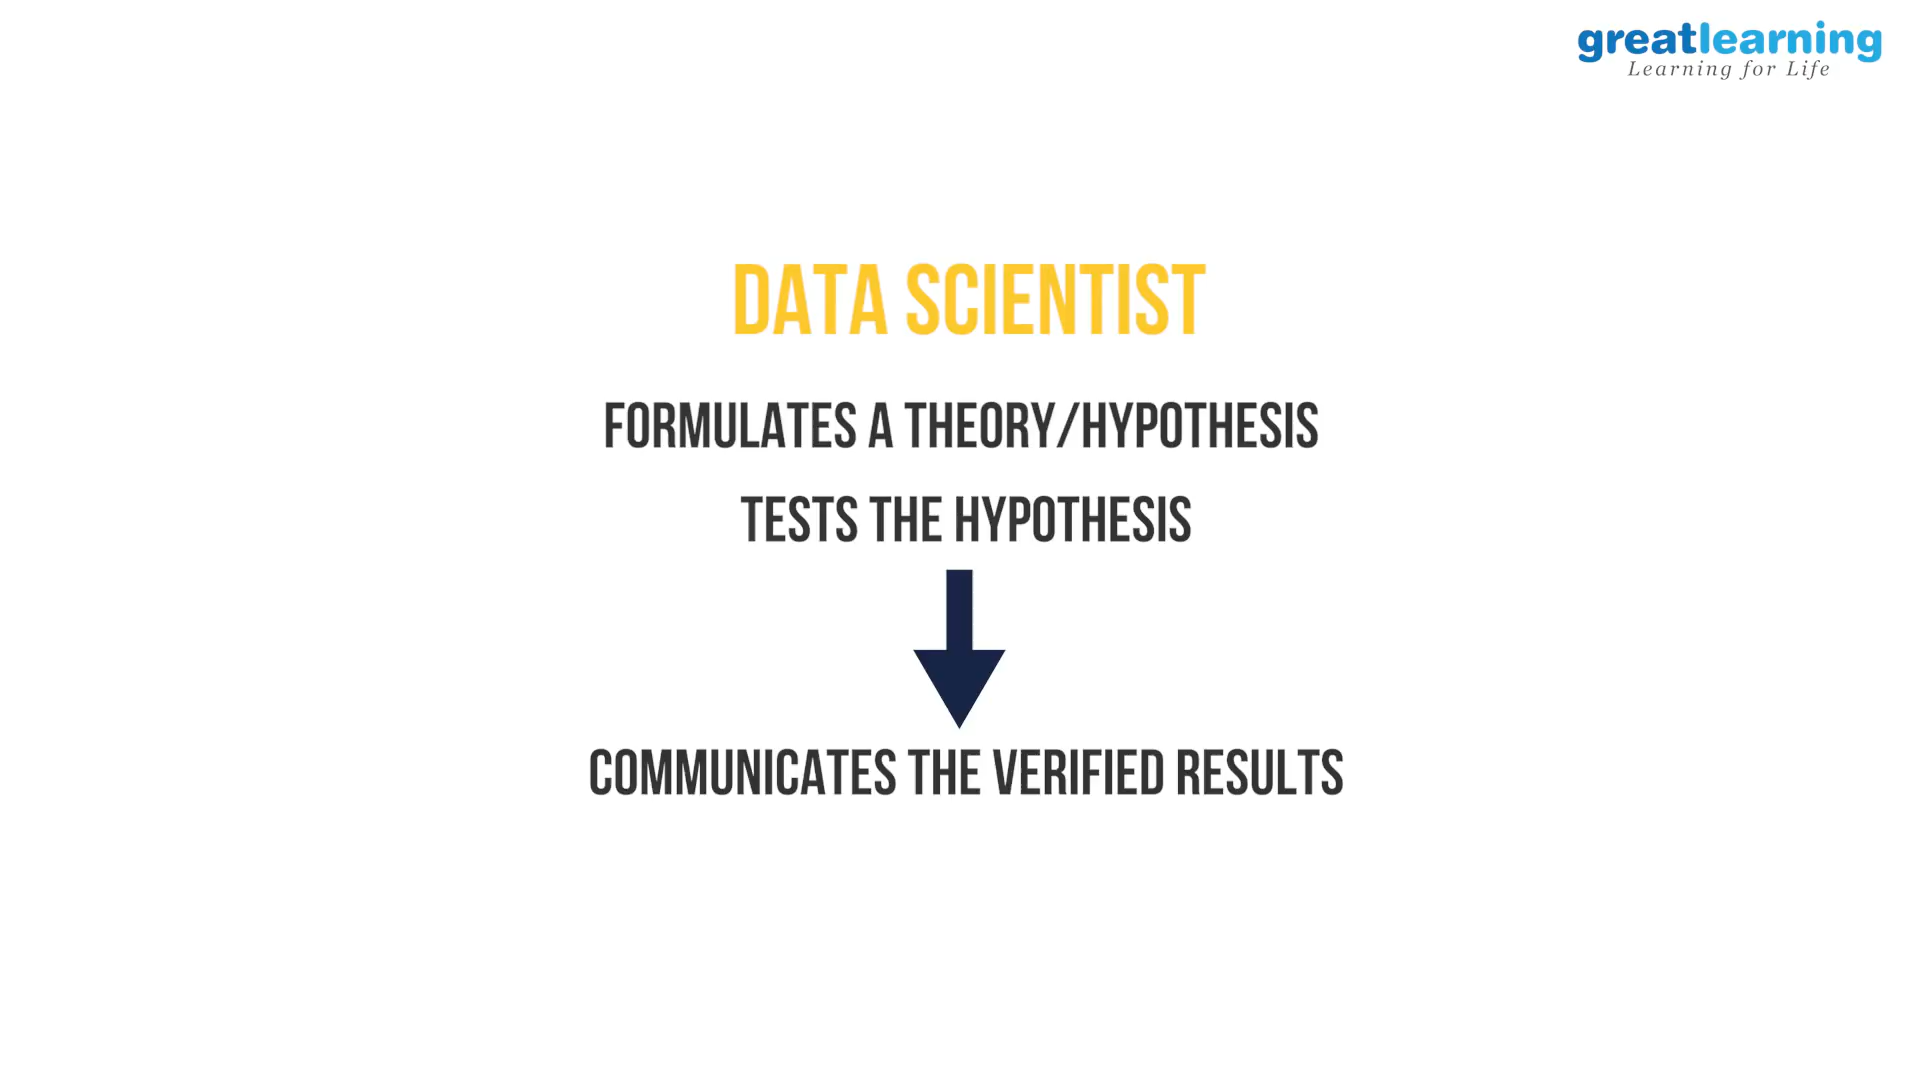 greatlearning
Learning for Life
DATA SCIENTIST
FORMULATES A THEORY/HYPOTHESIS
TESTS THE HYPOTHESIS
COMMUNICATES THE VERIFIED RESULTS